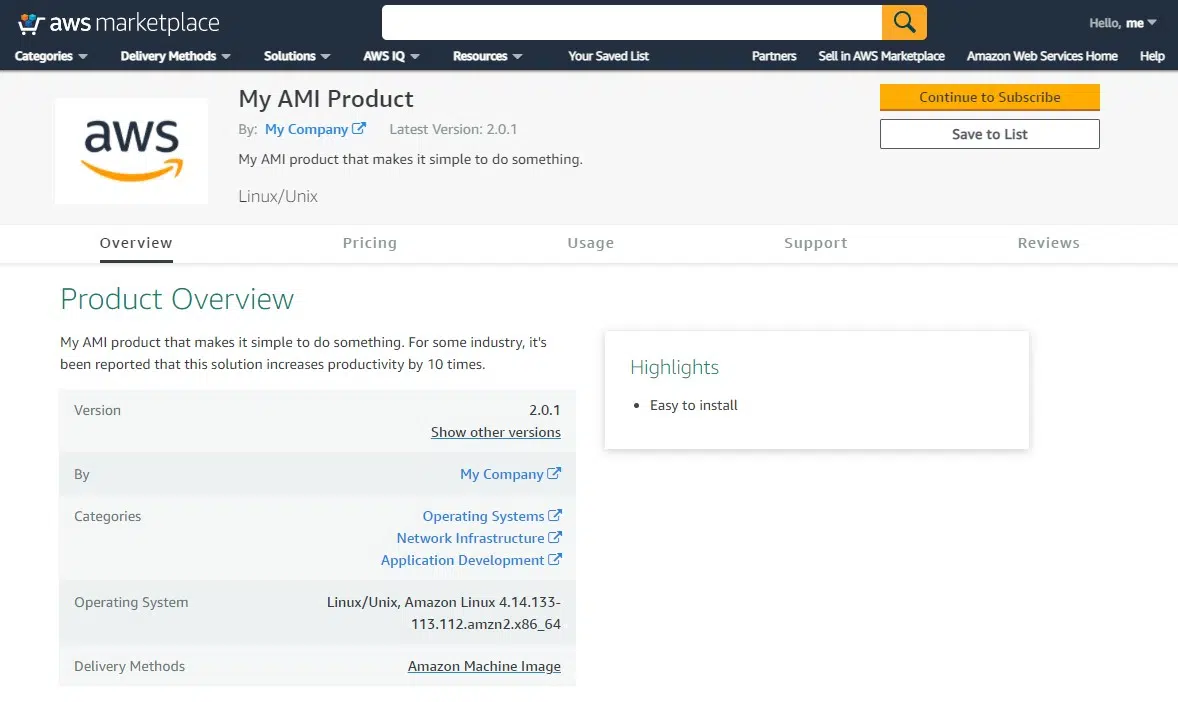 aws marketplace
Hello, me
Categories Delivery Methods Solutions AWS IQ Resources Your Saved List Partners Sell in AWS Marketplace Amazon Web Services Home Help
aws
My AMI Product
By: My Company Latest Version: 2.0.1
My AMI product that makes it simple to do something.
Linux/Unix
Continue to Subscribe
Save to List
Overview Pricing Usage Support Reviews
Product Overview
My AMI product that makes it simple to do something. For some industry, it's
been reported that this solution increases productivity by 10 times.
Version 2.0.1
Show other versions
By My Company
Categories Operating Systems
Network Infrastructure
Application Development
Operating System Linux/Unix, Amazon Linux 4.14.133-
113.112.amzn2.x86_64
Delivery Methods Amazon Machine Image
Highlights
• Easy to install